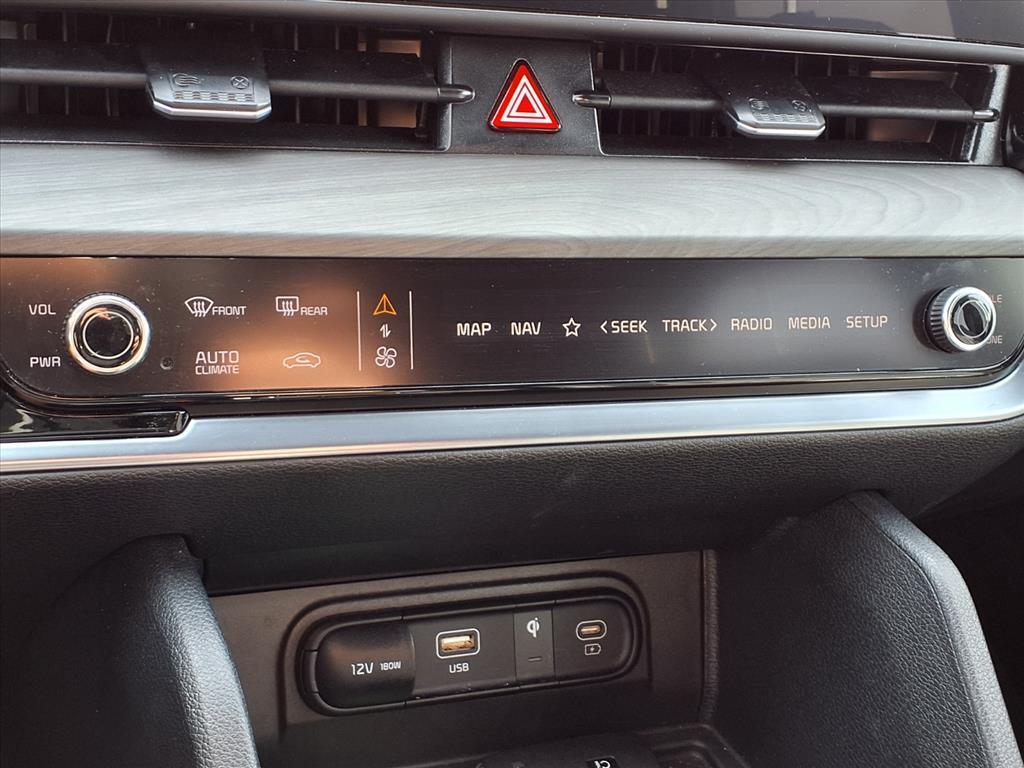 VOL
PWR
FRONT
REAR
AUTO
CLIMATE
MAP NAV <SEEK TRACK> RADIO MEDIA SETUP
12V 180W
USB